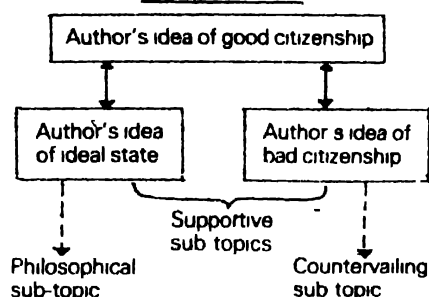 Author's idea of good citizenship
Author's idea
of ideal state
Author s idea of
bad citizenship
Supportive
sub topics
Philosophical
sub-topic
Countervailing
sub topic